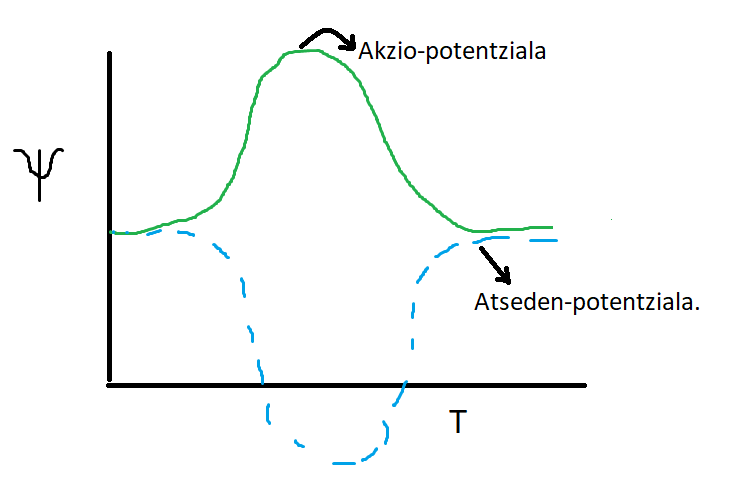 Akzio-potentziala
Ψ
Atseden-potentziala.
T